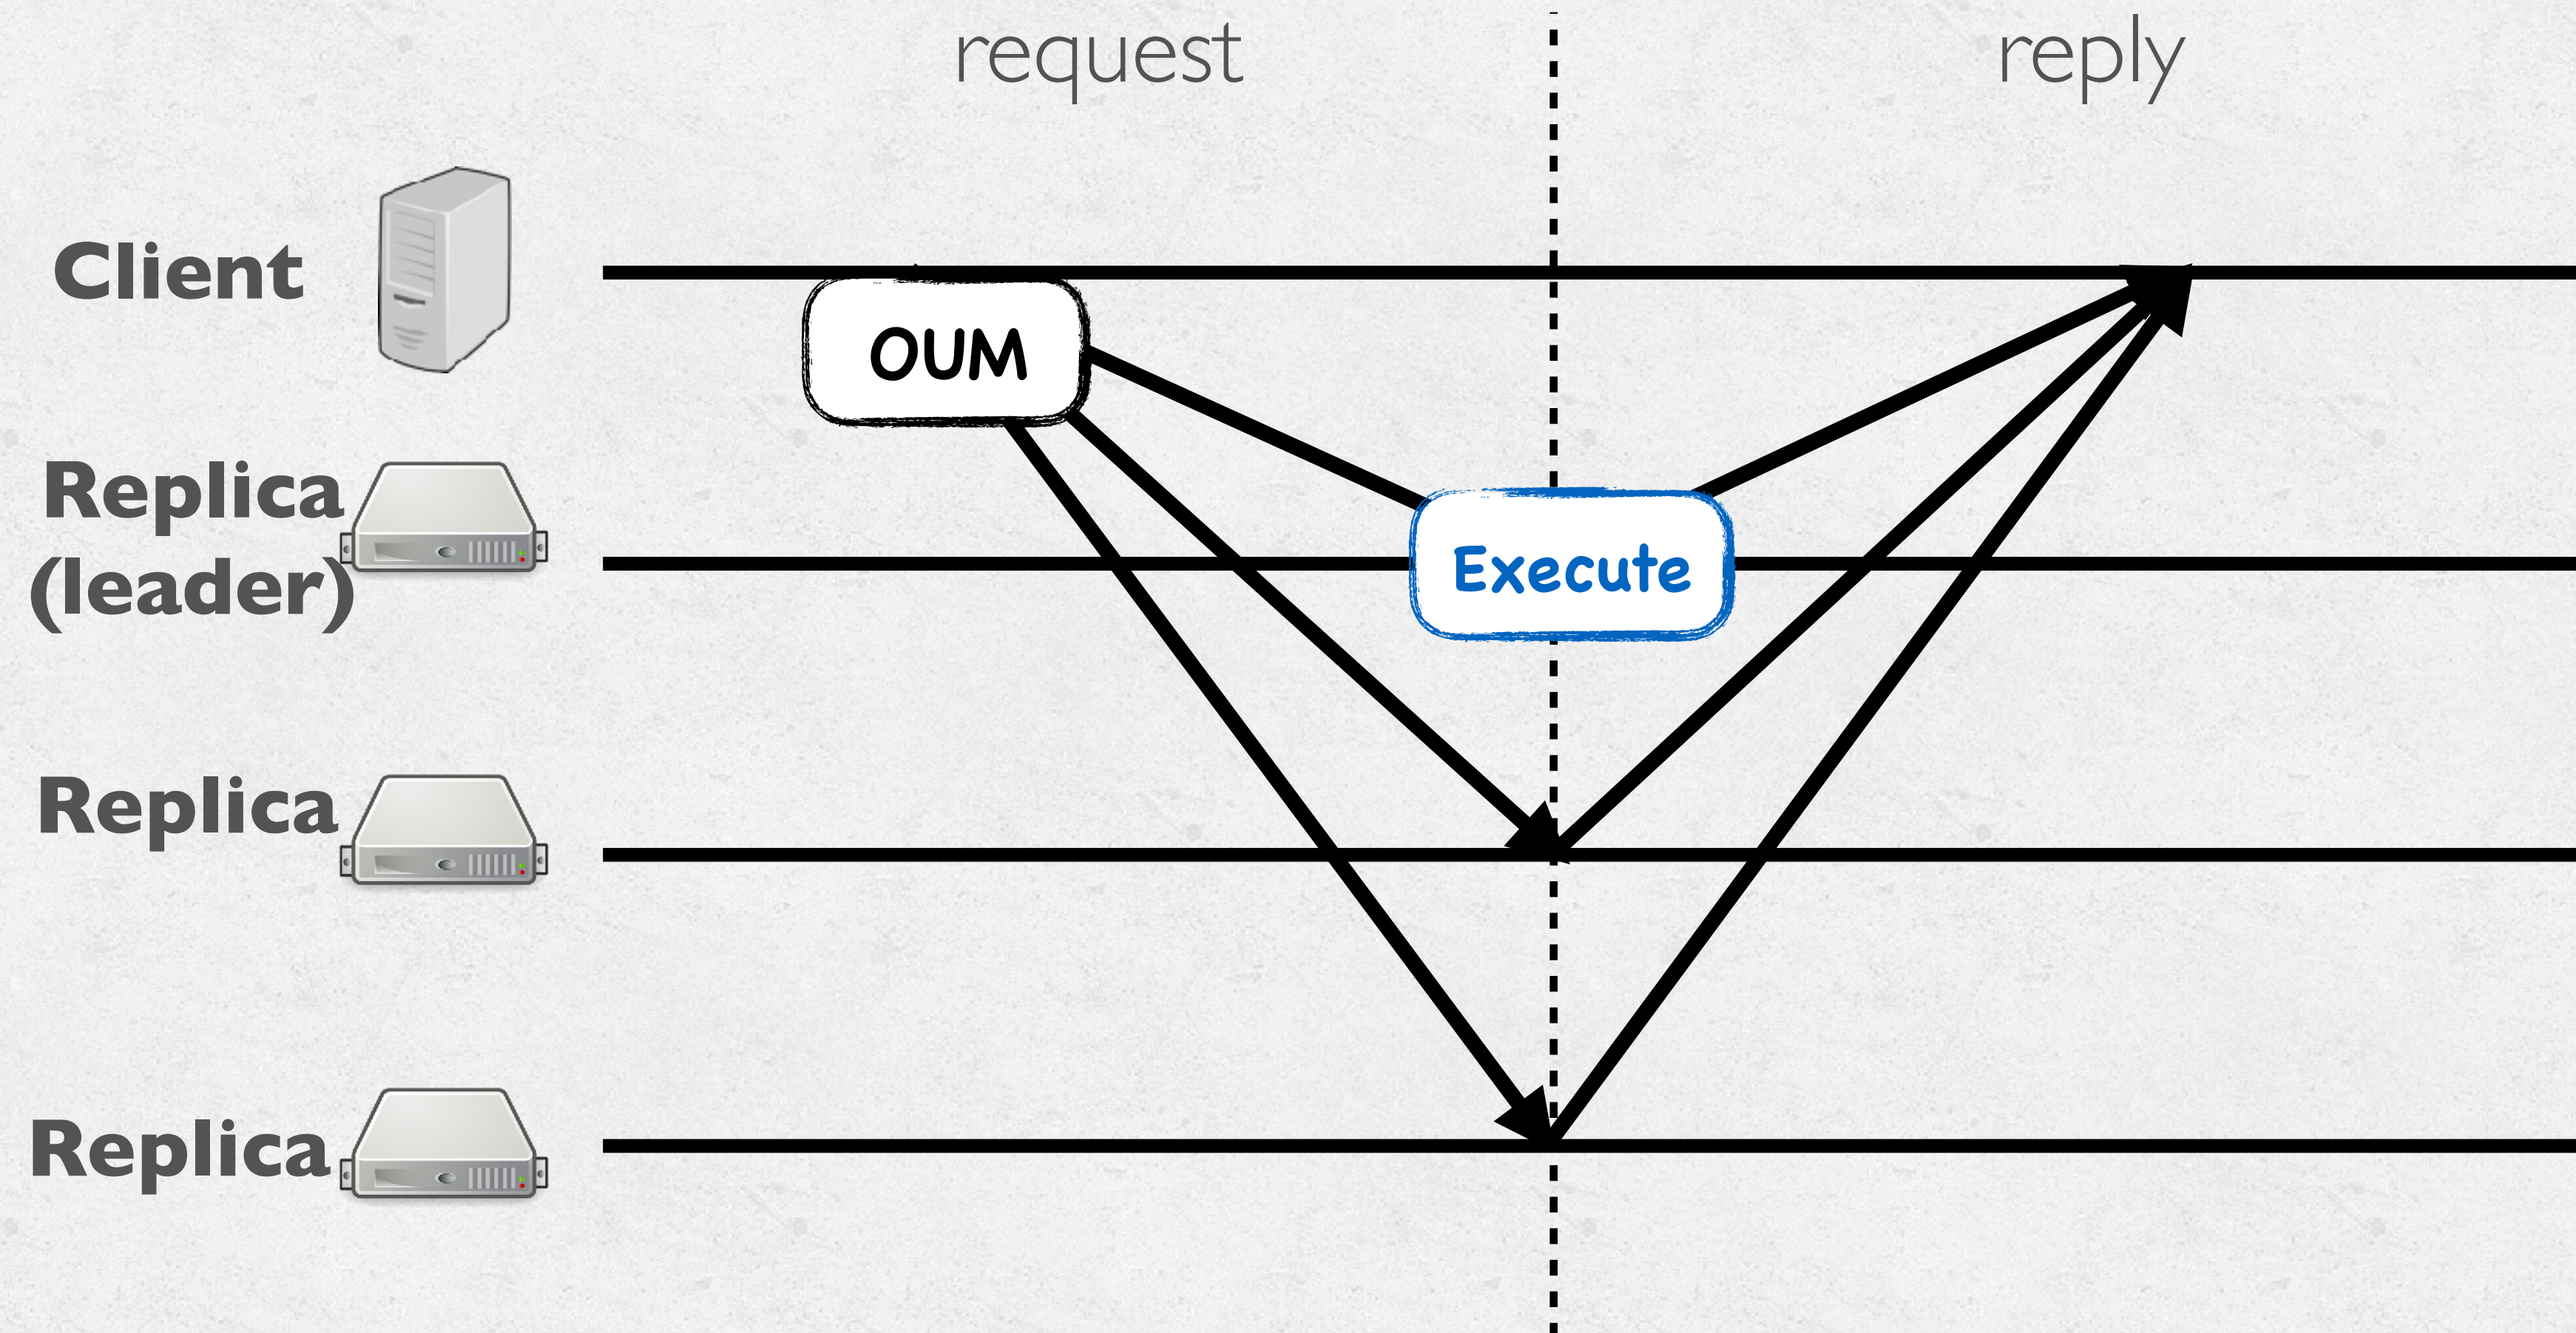 request
reply
Client
OUM
Replica
(leader)
Execute
Replica
Replica